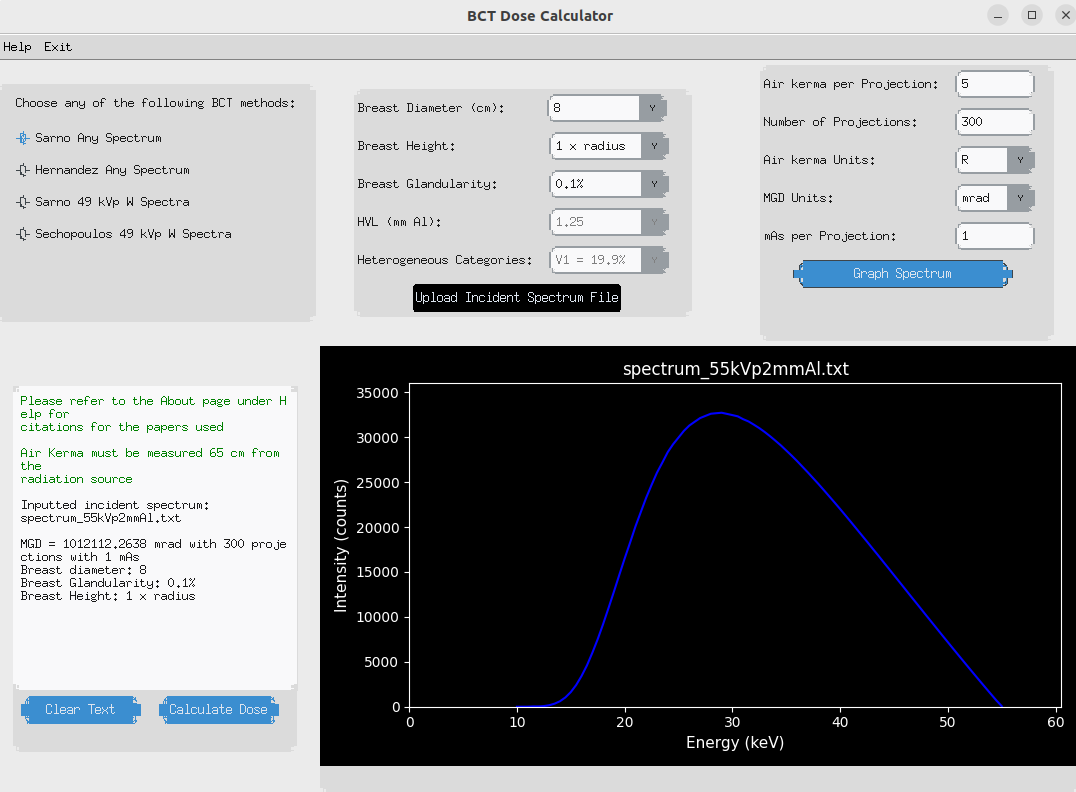 BCT Dose Calculator
Help Exit
Choose any of the following BCT methods:
Sarno Any Spectrum
Hernandez Any Spectrum
Sarno 49 kVp W Spectra
Sechopoulos 49 kVp W Spectra
Breast Diameter (cm): 8
Breast Height: 1 x radius
Breast Glandularity: 0.1%
HVL (mm Al): 1.25
Heterogeneous Categories: V1 = 19.9%
Upload Incident Spectrum File
Air kerma per Projection: 5
Number of Projections: 300
Air kerma Units: R
MGD Units: mrad
mAs per Projection: 1
Graph Spectrum
Please refer to the About page under H
elp for
citations for the papers used
Air Kerma must be measured 65 cm from
the
radiation source
Inputted incident spectrum:
spectrum_55kVp2mmAl.txt
MGD = 1012112.2638 mrad with 300 proje
ctions with 1 mAs
Breast diameter: 8
Breast Glandularity: 0.1%
Breast Height: 1 x radius
Clear Text Calculate Dose
spectrum_55kVp2mmAl.txt
Intensity (counts)
35000
30000
25000
20000
15000
10000
5000
0
0 10 20 30 40 50 60
Energy (keV)